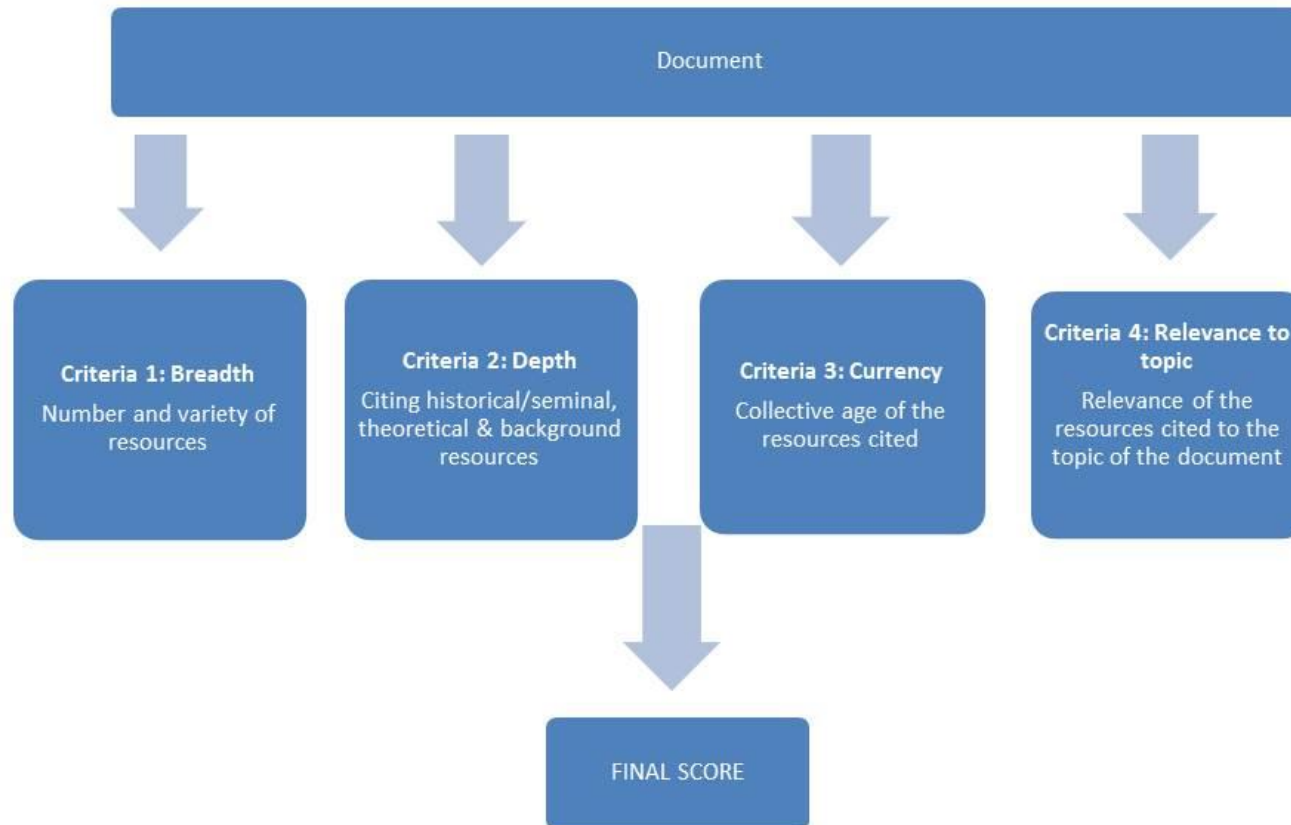 Document
Criteria 1: Breadth
Number and variety of
resources
Criteria 2: Depth
Citing historical/seminal,
theoretical & background
resources
Criteria 3: Currency
Collective age of the
resources cited
Criteria 4: Relevance to
topic
Relevance of the
resources cited to the
topic of the document
FINAL SCORE